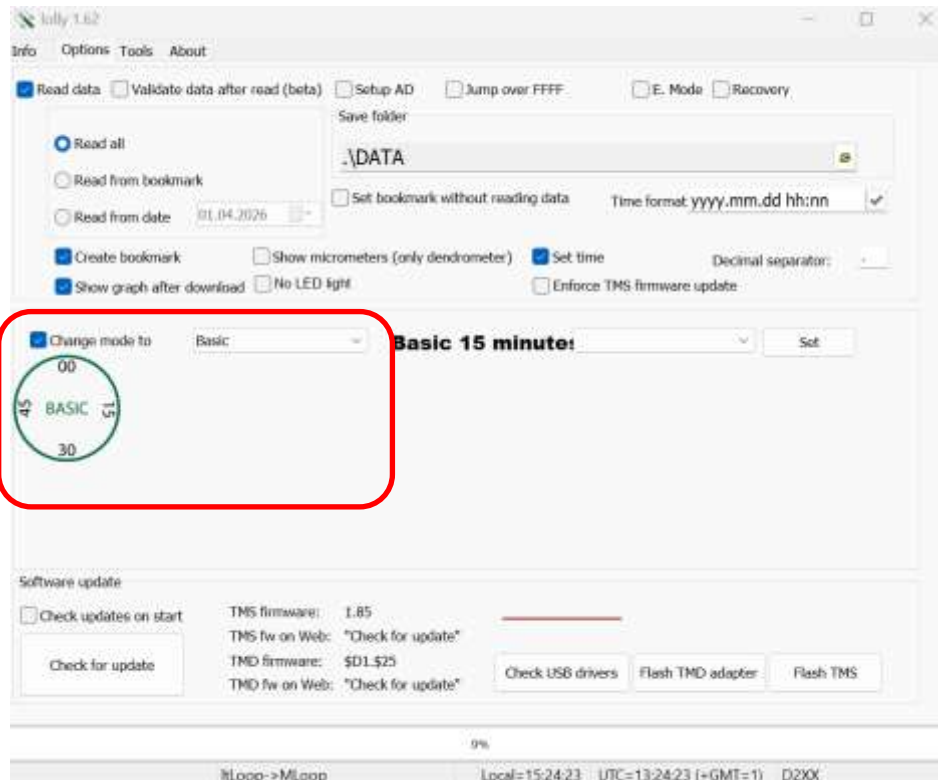 lolly 1.62
Info Options Tools About
Read data Validate data after read (beta) Setup AD Jump over FFFF E. Mode Recovery
Save folder
Read all
.\DATA
Read from bookmark
Set bookmark without reading data Time format yyyy.mm.dd hh:nn
Read from date 01.04.2026
Create bookmark Show micrometers (only dendrometer) Set time Decimal separator: .
Show graph after download No LED light Enforce TMS firmware update
Change mode to Basic Basic 15 minutes Set
00
45 BASIC 15
30
Software update
Check updates on start TMS firmware: 1.85
TMS fw on Web: "Check for update"
Check for update TMD firmware: $D1.$25
TMD fw on Web: "Check for update"
Check USB drivers Flash TMD adapter Flash TMS
0%
ltLoop->MLoop Local=15:24:23 UTC=13:24:23 (+GMT=1) D2XX